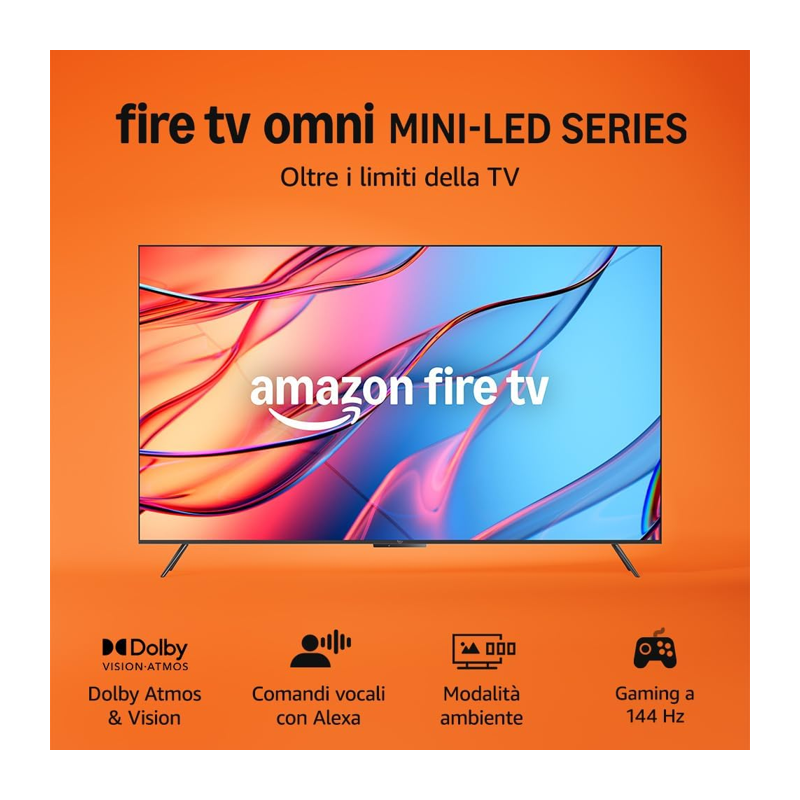 fire tv omni MINI-LED SERIES
Oltre i limiti della TV
amazon fire tv
Dolby
VISION·ATMOS
Dolby Atmos
& Vision
Comandi vocali
con Alexa
Modalità
ambiente
Gaming a
144 Hz